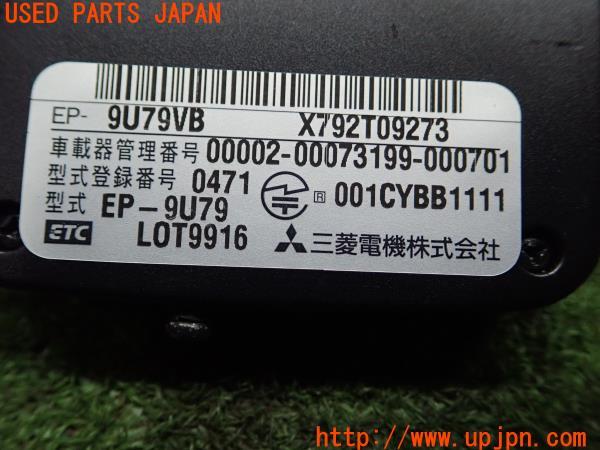 USED PARTS JAPAN
EP- 9U79VB X792T09273
車載器管理番号 00002-00073199-000701
型式登録番号 0471 R 001CYBB1111
型式 EP-9U79
ETC LOT9916 三菱電機株式会社
http://www.upjpn.com/